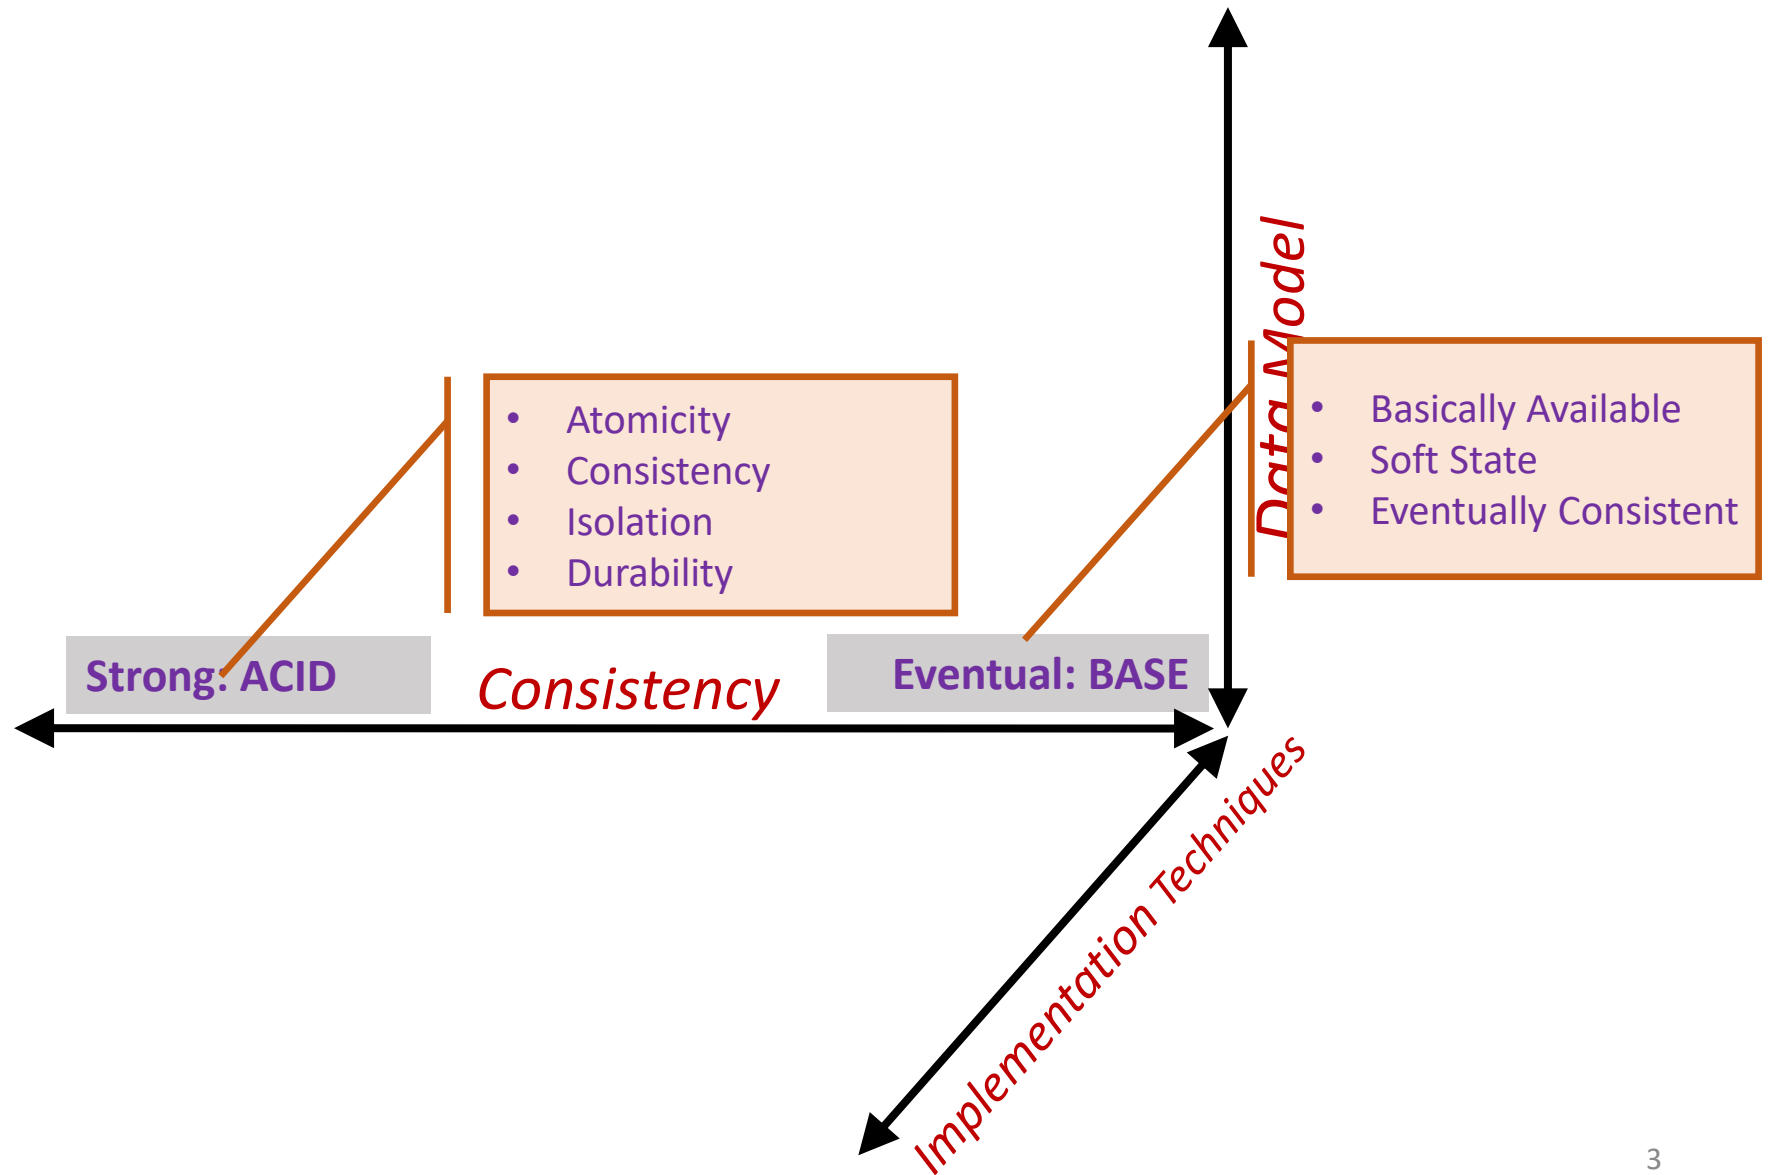 Data Model
• Atomicity
• Consistency
• Isolation
• Durability
• Basically Available
• Soft State
• Eventually Consistent
Strong: ACID
Consistency
Eventual: BASE
Implementation Techniques
3